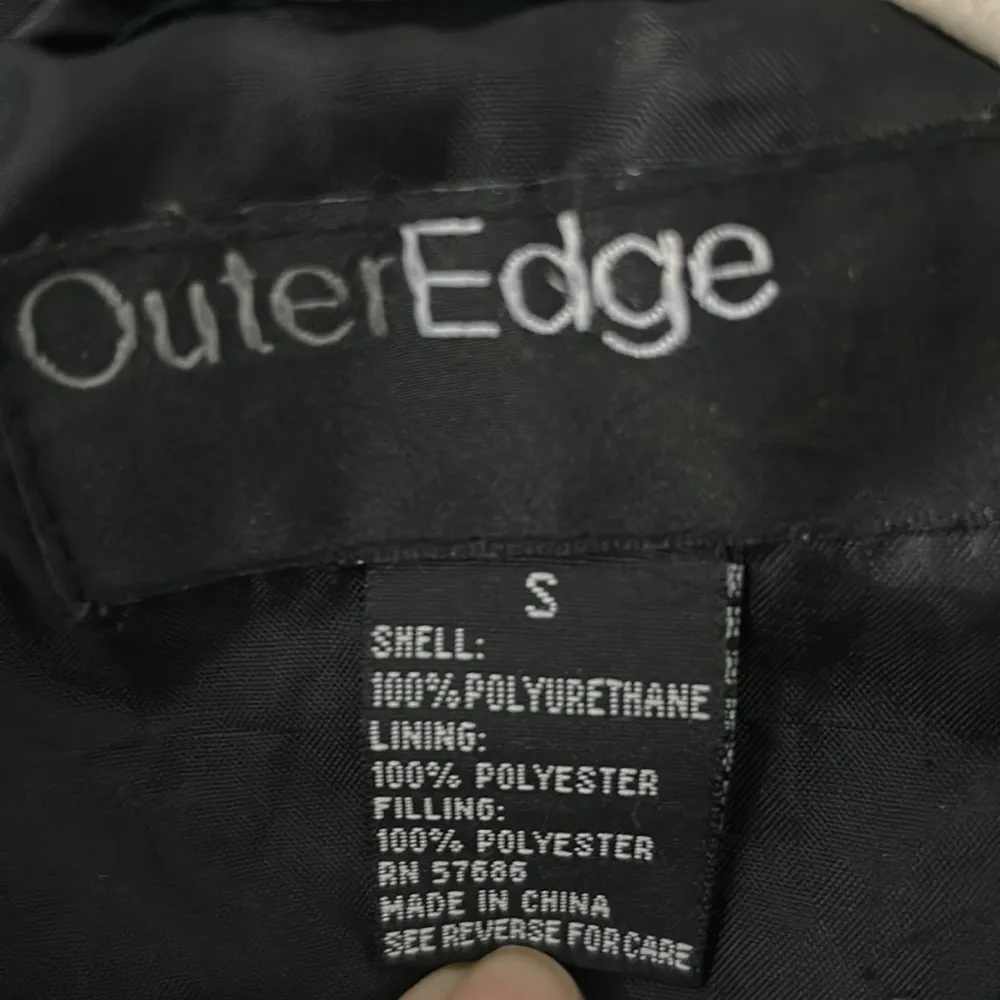 OuterEdge
S
SHELL:
100% POLYURETHANE
LINING:
100% POLYESTER
FILLING:
100% POLYESTER
RN 57686
MADE IN CHINA
SEE REVERSE FOR CARE